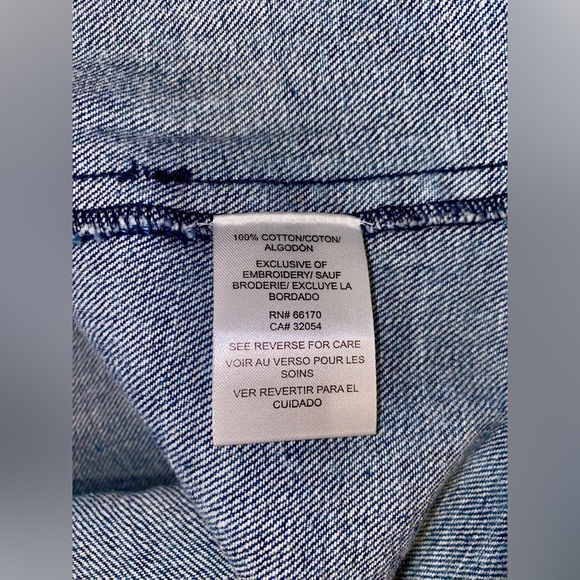 100% COTTON/COTON/
ALGODÓN
EXCLUSIVE OF
EMBROIDERY/ SAUF
BRODERIE/ EXCLUYE LA
BORDADO
RN# 66170
CA# 32054
SEE REVERSE FOR CARE
VOIR AU VERSO POUR LES
SOINS
VER REVERTIR PARA EL
CUIDADO